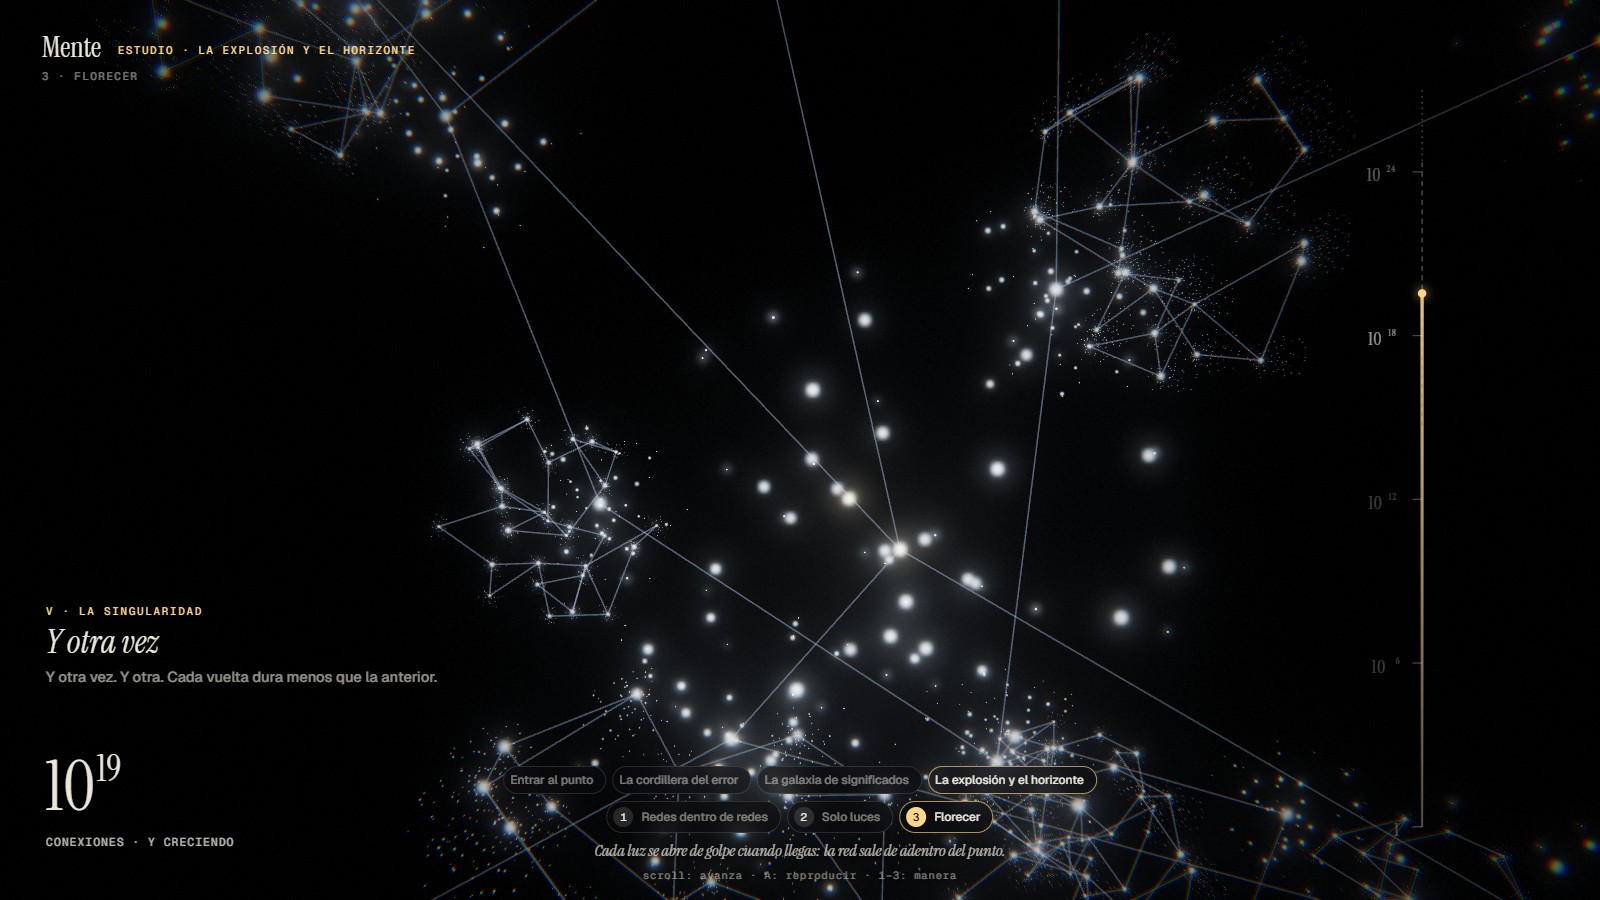 Mente ESTUDIO · LA EXPLOSIÓN Y EL HORIZONTE
3 · FLORECER
10 24
10 18
10 12
10 6
1
V · LA SINGULARIDAD
Y otra vez
Y otra vez. Y otra. Cada vuelta dura menos que la anterior.
10 19
CONEXIONES · Y CRECIENDO
Entrar al punto La cordillera del error La galaxia de significados La explosión y el horizonte
1 Redes dentro de redes 2 Solo luces 3 Florecer
Cada luz se abre de golpe cuando llegas: la red sale de adentro del punto.
scroll: avanza · A: reproducir · 1–3: manera